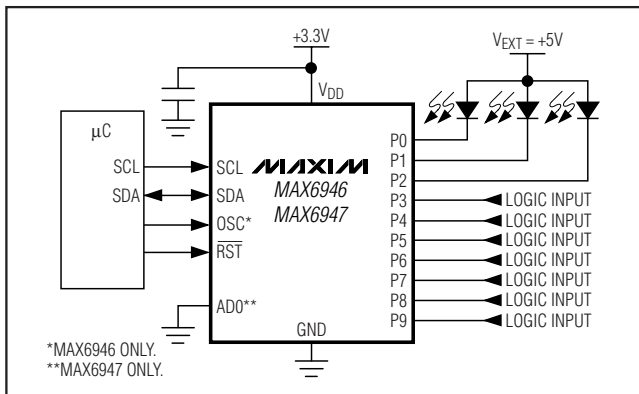 +3.3V
VEXT = +5V
VDD
μC
SCL
SDA
SCL
SDA
OSC*
RST
AD0**
MAXIM
MAX6946
MAX6947
GND
P0
P1
P2
P3
P4
P5
P6
P7
P8
P9
LOGIC INPUT
LOGIC INPUT
LOGIC INPUT
LOGIC INPUT
LOGIC INPUT
LOGIC INPUT
LOGIC INPUT
*MAX6946 ONLY.
**MAX6947 ONLY.